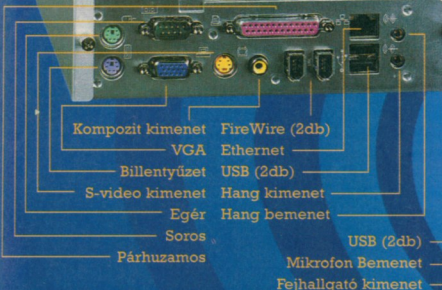 Kompozit kimenet
VGA
Billentyűzet
S-video kimenet
Egér
Soros
Párhuzamos
FireWire (2db)
Ethernet
USB (2db)
Hang kimenet
Hang bemenet
USB (2db)
Mikrofon Bemenet
Fejhallgató kimenet